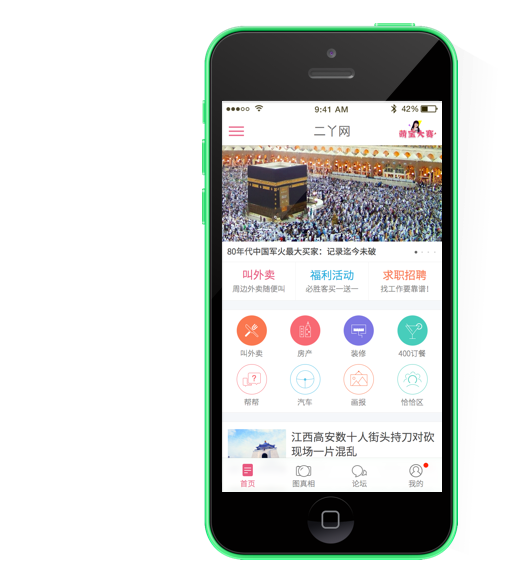 9:41 AM
42%
二丫网
萌宝大赛
80年代中国军火最大买家：记录迄今未破
叫外卖
福利活动
求职招聘
周边外卖随便叫
必胜客买一送一
找工作要靠谱！
叫外卖
房产
装修
400订餐
帮帮
汽车
画报
恰恰区
江西高安数十人街头持刀对砍
现场一片混乱
首页
图真相
论坛
我的